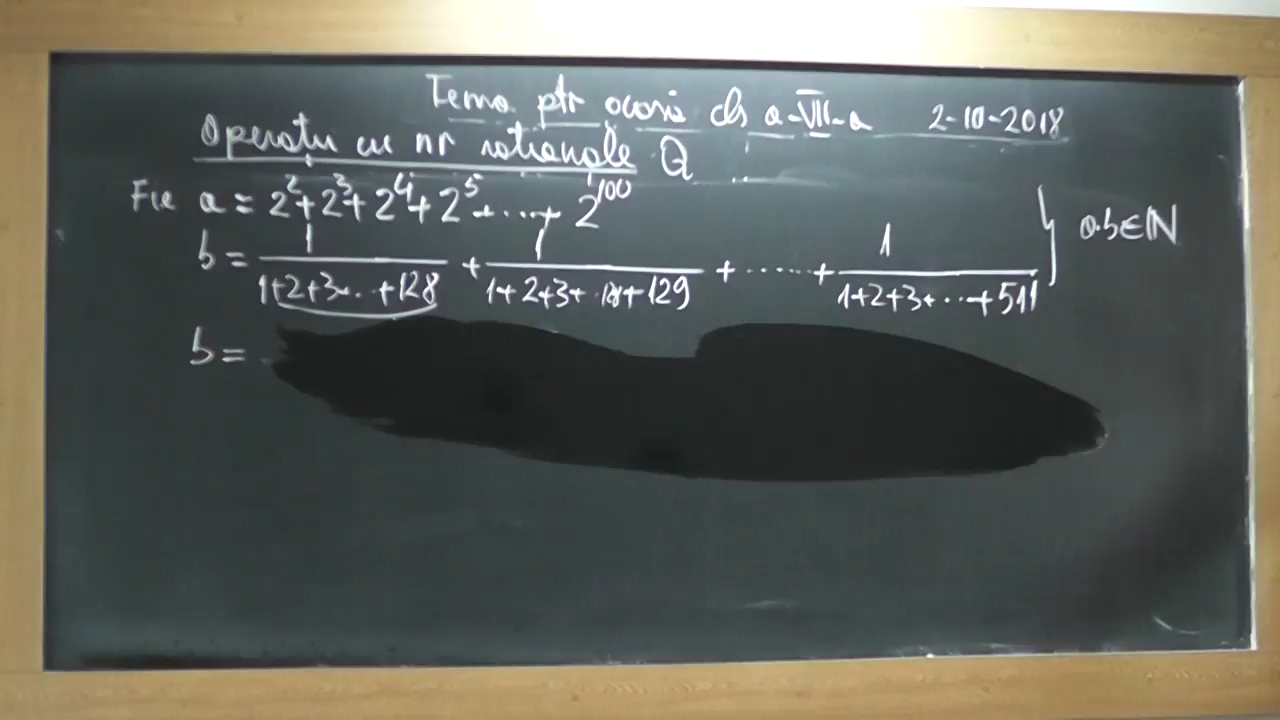 Tema ptr acasă cls a-VII-a 2-10-2018
Operații cu nr raționale Q
Fie a = 2² + 2³ + 2⁴ + 2⁵ + .... + 2¹⁰⁰
b = 1/(1+2+3+..+128) + 1/(1+2+3+..128+129) + ...... + 1/(1+2+3+...+511) } a·b∈ℕ
b =